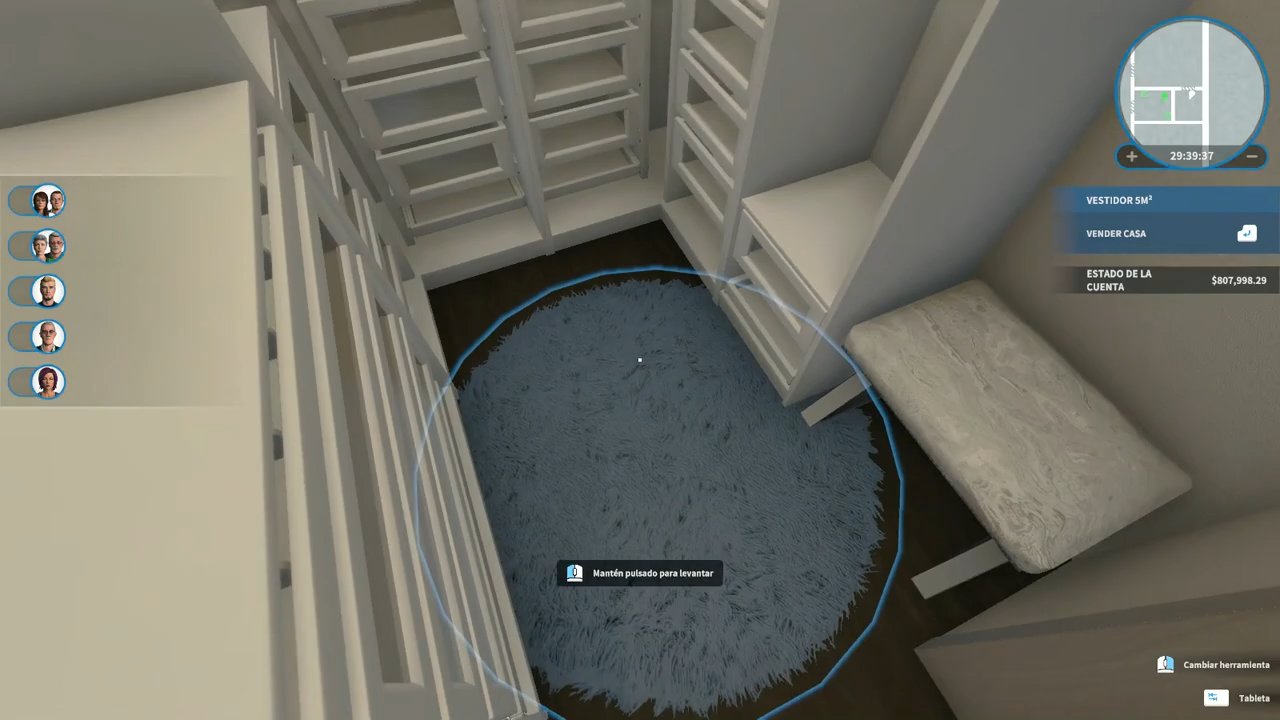 29:39:37
VESTIDOR 5M²
VENDER CASA
ESTADO DE LA
CUENTA
$807,998.29
Mantén pulsado para levantar
Cambiar herramienta
Tableta